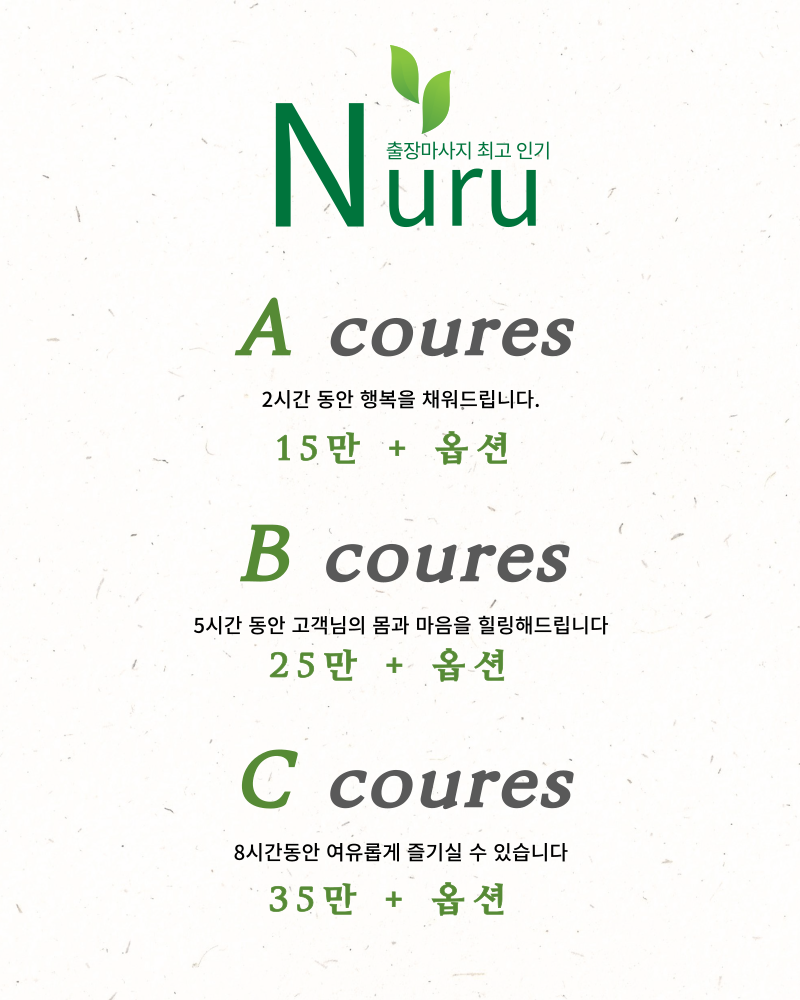 출장마사지 최고 인기
Nuru
A coures
2시간 동안 행복을 채워드립니다.
15만 + 옵션
B coures
5시간 동안 고객님의 몸과 마음을 힐링해드립니다
25만 + 옵션
C coures
8시간동안 여유롭게 즐기실 수 있습니다
35만 + 옵션